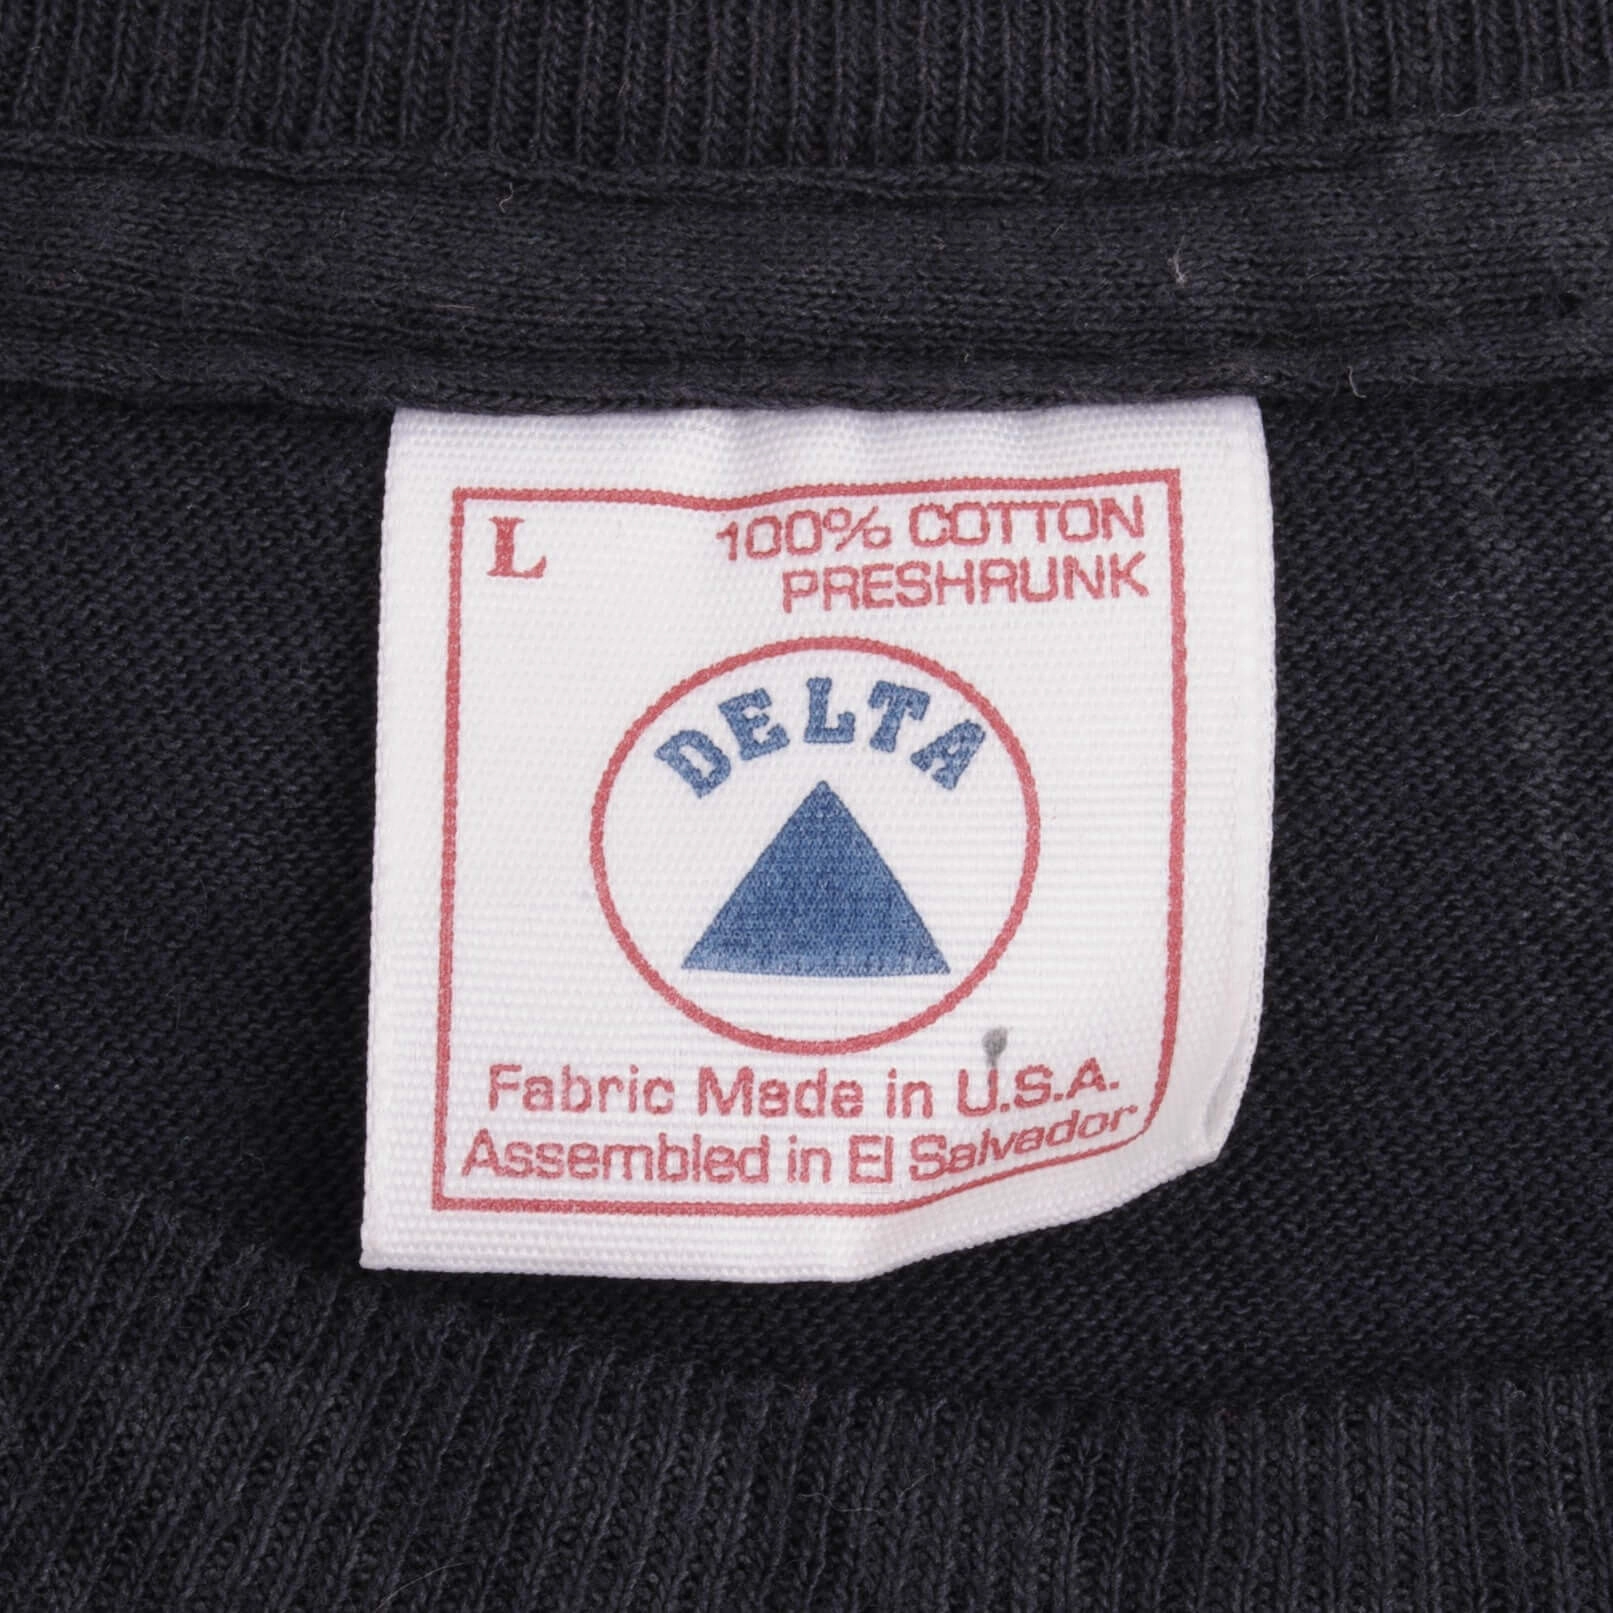 L
100% COTTON
PRESHRUNK
DELTA
Fabric Made in U.S.A.
Assembled in El Salvador